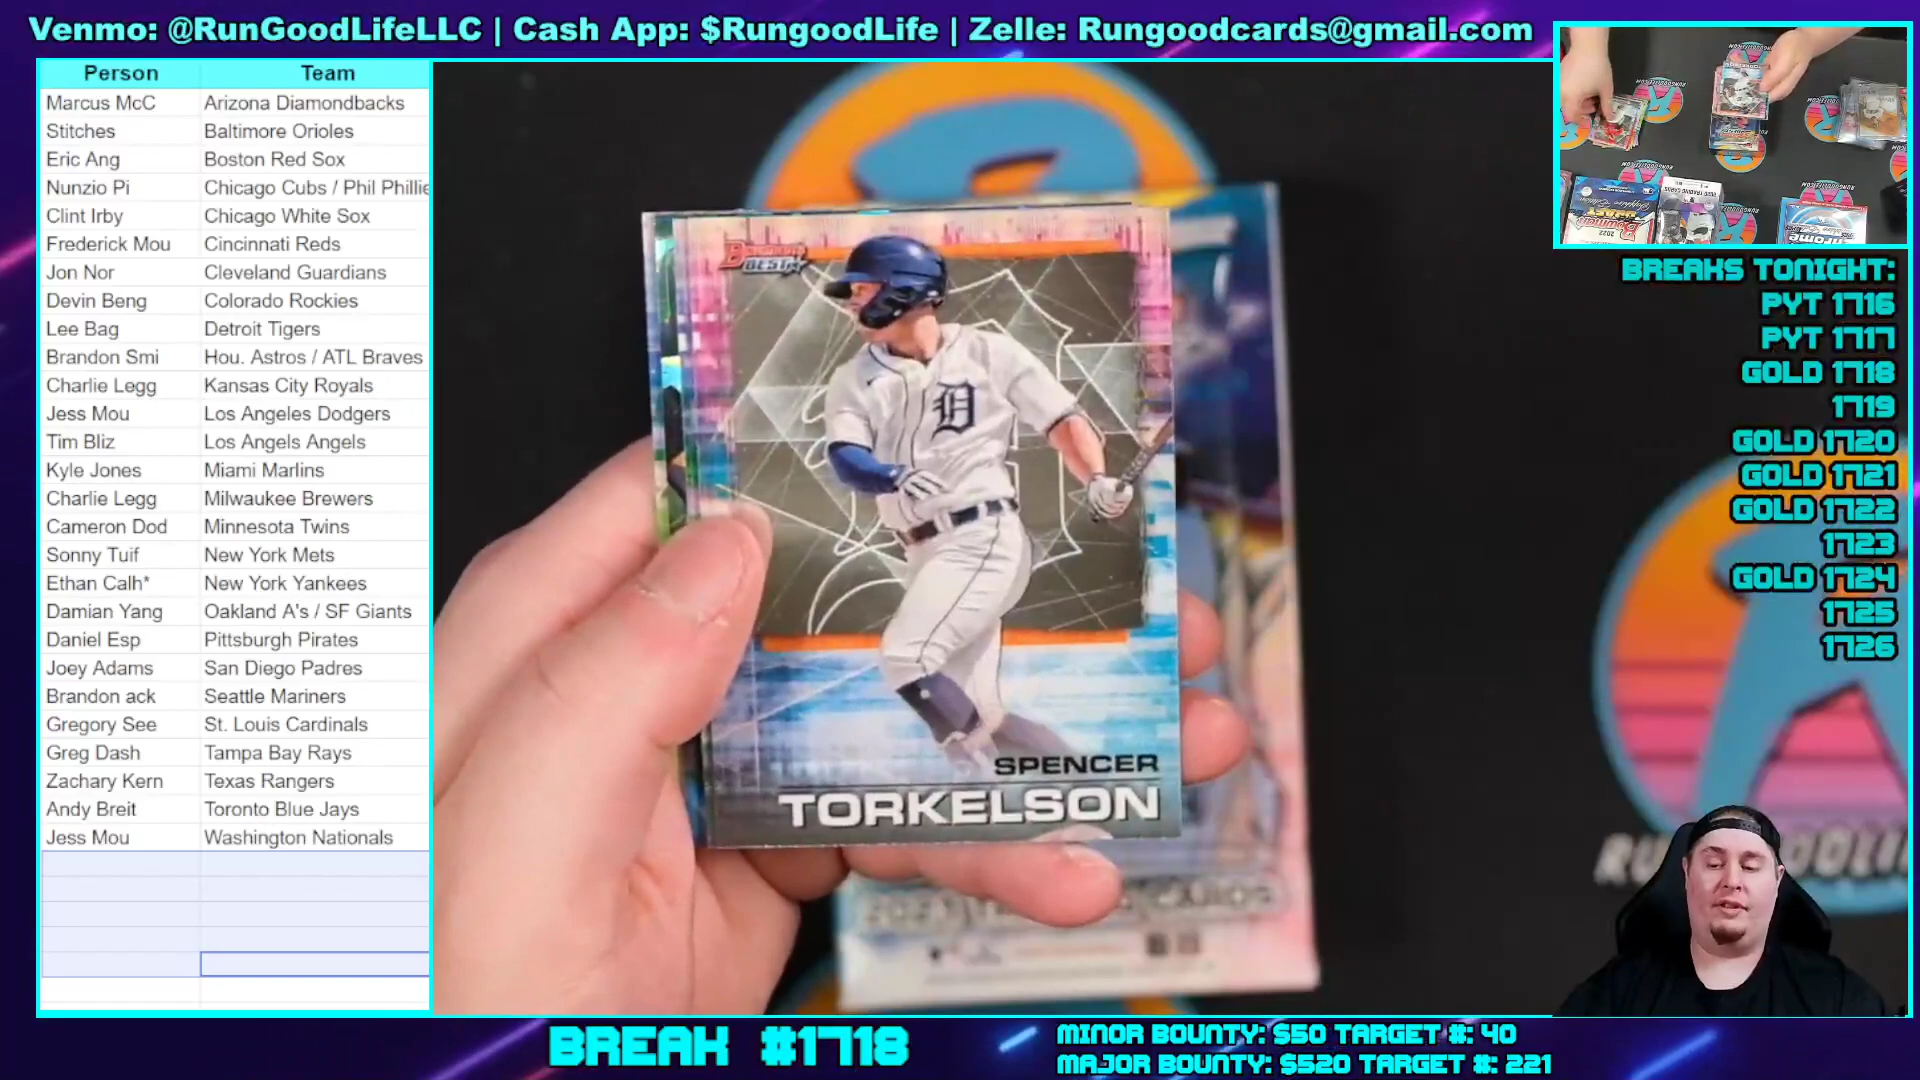 Venmo: @RunGoodLifeLLC | Cash App: $RungoodLife | Zelle: Rungoodcards@gmail.com
Person Team
Marcus McC Arizona Diamondbacks
Stitches Baltimore Orioles
Eric Ang Boston Red Sox
Nunzio Pi Chicago Cubs / Phil Phillie
Clint Irby Chicago White Sox
Frederick Mou Cincinnati Reds
Jon Nor Cleveland Guardians
Devin Beng Colorado Rockies
Lee Bag Detroit Tigers
Brandon Smi Hou. Astros / ATL Braves
Charlie Legg Kansas City Royals
Jess Mou Los Angeles Dodgers
Tim Bliz Los Angels Angels
Kyle Jones Miami Marlins
Charlie Legg Milwaukee Brewers
Cameron Dod Minnesota Twins
Sonny Tuif New York Mets
Ethan Calh* New York Yankees
Damian Yang Oakland A's / SF Giants
Daniel Esp Pittsburgh Pirates
Joey Adams San Diego Padres
Brandon ack Seattle Mariners
Gregory See St. Louis Cardinals
Greg Dash Tampa Bay Rays
Zachary Kern Texas Rangers
Andy Breit Toronto Blue Jays
Jess Mou Washington Nationals
BOWMAN'S
BEST
D
SPENCER
TORKELSON
BREAKS TONIGHT:
PYT 1716
PYT 1717
GOLD 1718
1719
GOLD 1720
GOLD 1721
GOLD 1722
1723
GOLD 1724
1725
1726
BREAK #1718
MINOR BOUNTY: $50 TARGET #: 40
MAJOR BOUNTY: $520 TARGET #: 221